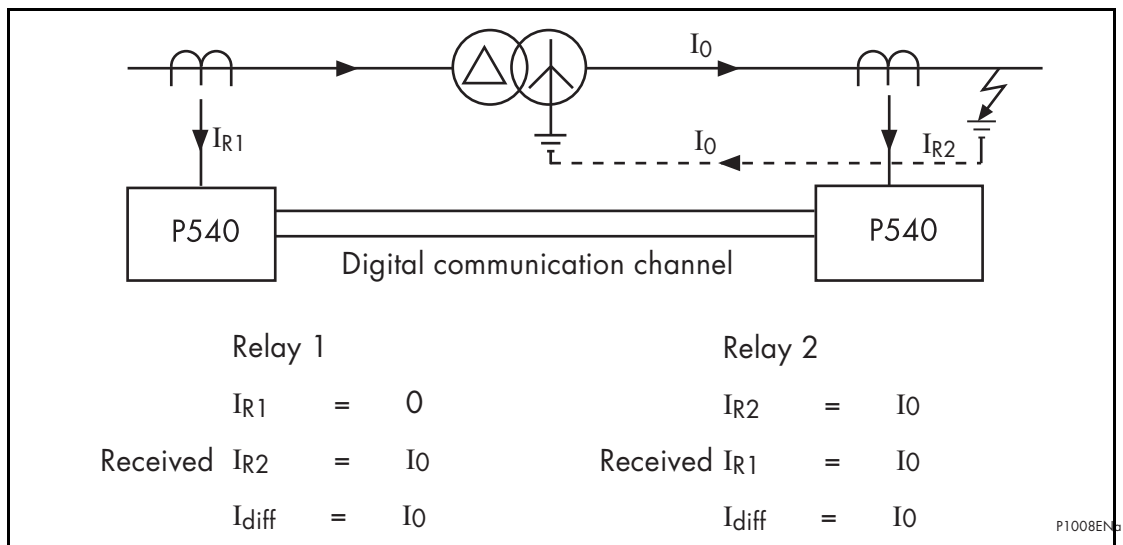 I0
IR1
I0
IR2
P540
P540
Digital communication channel
Relay 1
Relay 2
IR1 = 0
IR2 = I0
Received IR2 = I0
Received IR1 = I0
Idiff = I0
Idiff = I0
P1008ENa